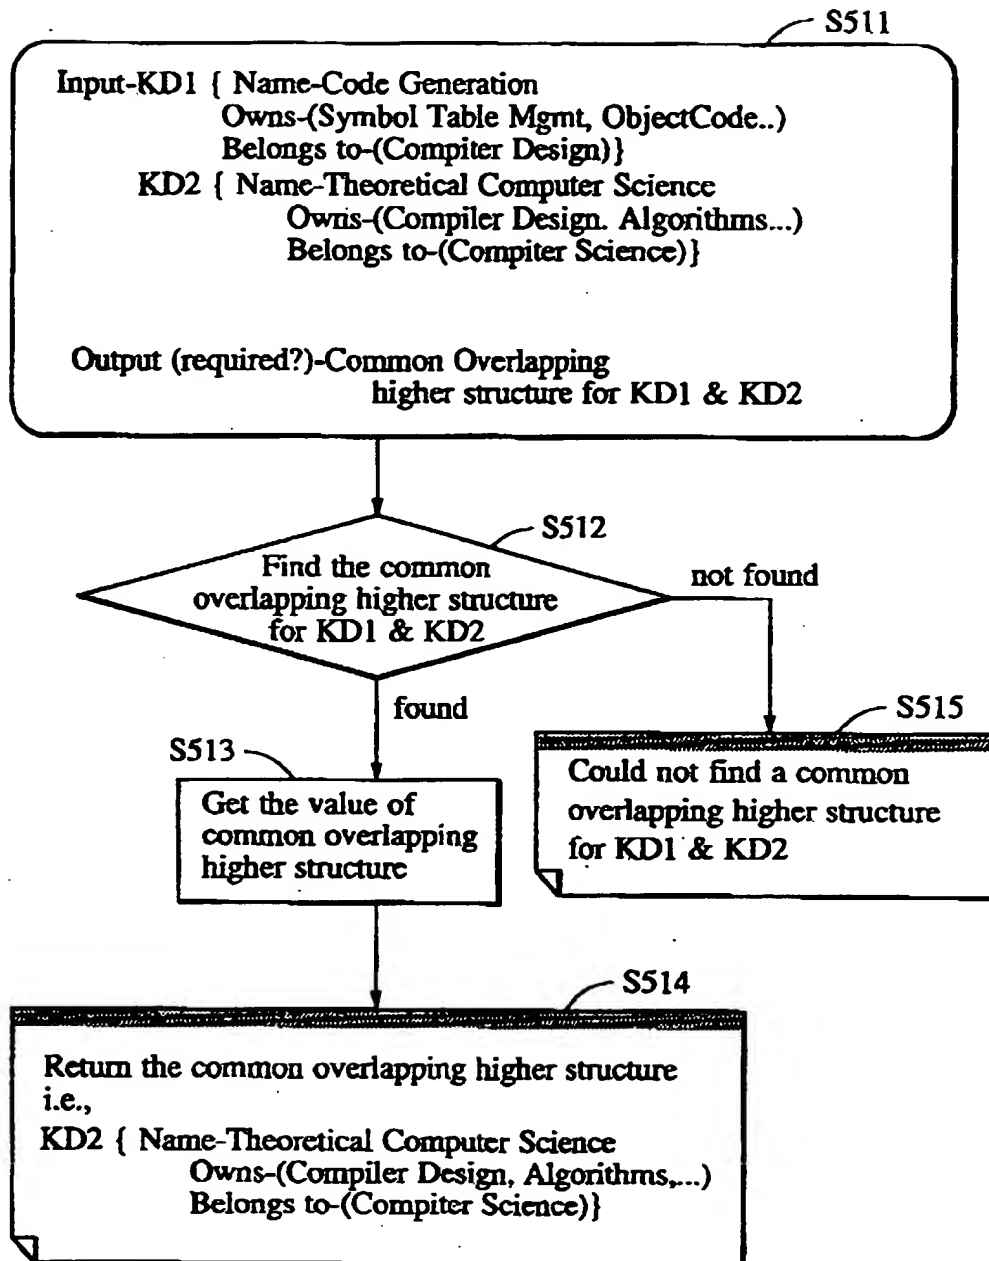 S511
Input-KD1 { Name-Code Generation
Owns-(Symbol Table Mgmt, ObjectCode..)
Belongs to-(Compiter Design)}
KD2 { Name-Theoretical Computer Science
Owns-(Compiler Design. Algorithms...)
Belongs to-(Compiter Science)}
Output (required?)-Common Overlapping
higher structure for KD1 & KD2
S512
Find the common
overlapping higher structure
for KD1 & KD2
not found
found
S513
Get the value of
common overlapping
higher structure
S515
Could not find a common
overlapping higher structure
for KD1 & KD2
S514
Return the common overlapping higher structure
i.e.,
KD2 { Name-Theoretical Computer Science
Owns-(Compiler Design, Algorithms,...)
Belongs to-(Compiter Science)}